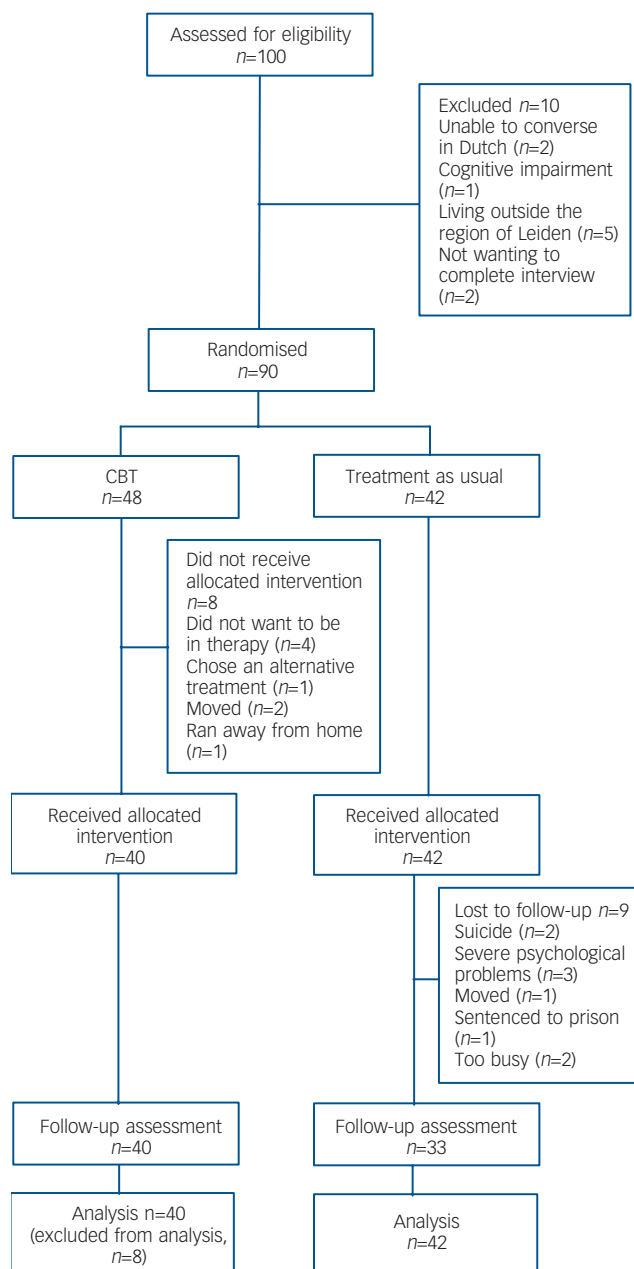 Assessed for eligibility
n=100
Excluded n=10
Unable to converse
in Dutch (n=2)
Cognitive impairment
(n=1)
Living outside the
region of Leiden (n=5)
Not wanting to
complete interview
(n=2)
Randomised
n=90
CBT
n=48
Treatment as usual
n=42
Did not receive
allocated intervention
n=8
Did not want to be
in therapy (n=4)
Chose an alternative
treatment (n=1)
Moved (n=2)
Ran away from home
(n=1)
Received allocated
intervention
n=40
Received allocated
intervention
n=42
Lost to follow-up n=9
Suicide (n=2)
Severe psychological
problems (n=3)
Moved (n=1)
Sentenced to prison
(n=1)
Too busy (n=2)
Follow-up assessment
n=40
Follow-up assessment
n=33
Analysis n=40
(excluded from analysis,
n=8)
Analysis
n=42